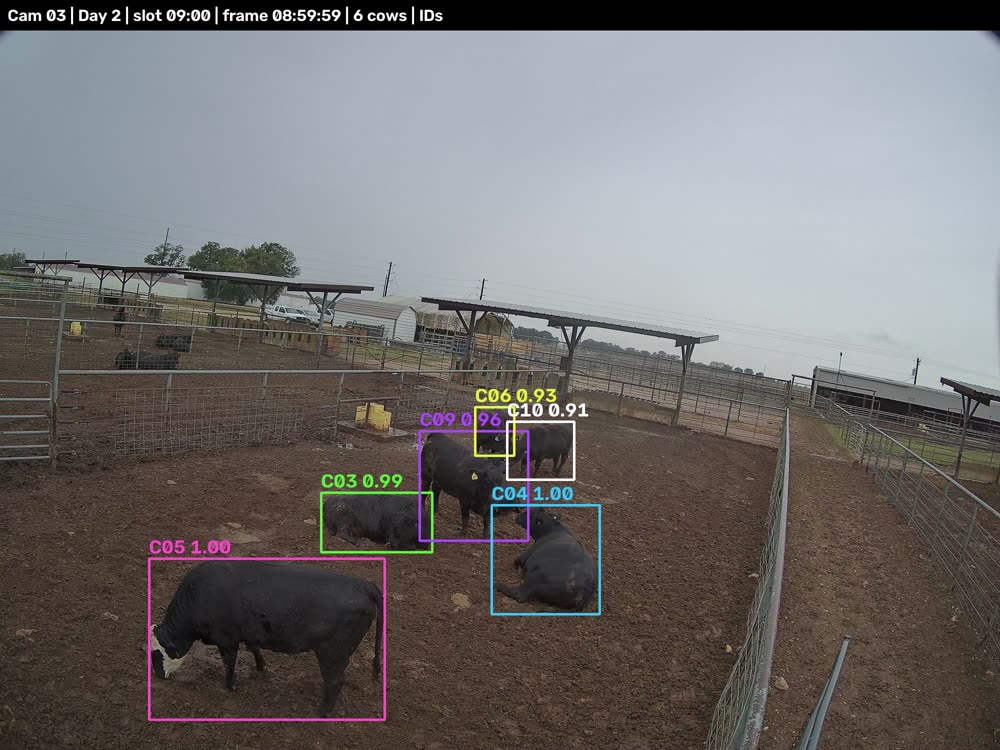 Cam 03 | Day 2 | slot 09:00 | frame 08:59:59 | 6 cows | IDs
C06 0.93
C10 0.91
C09 0.96
C03 0.99
C04 1.00
C05 1.00